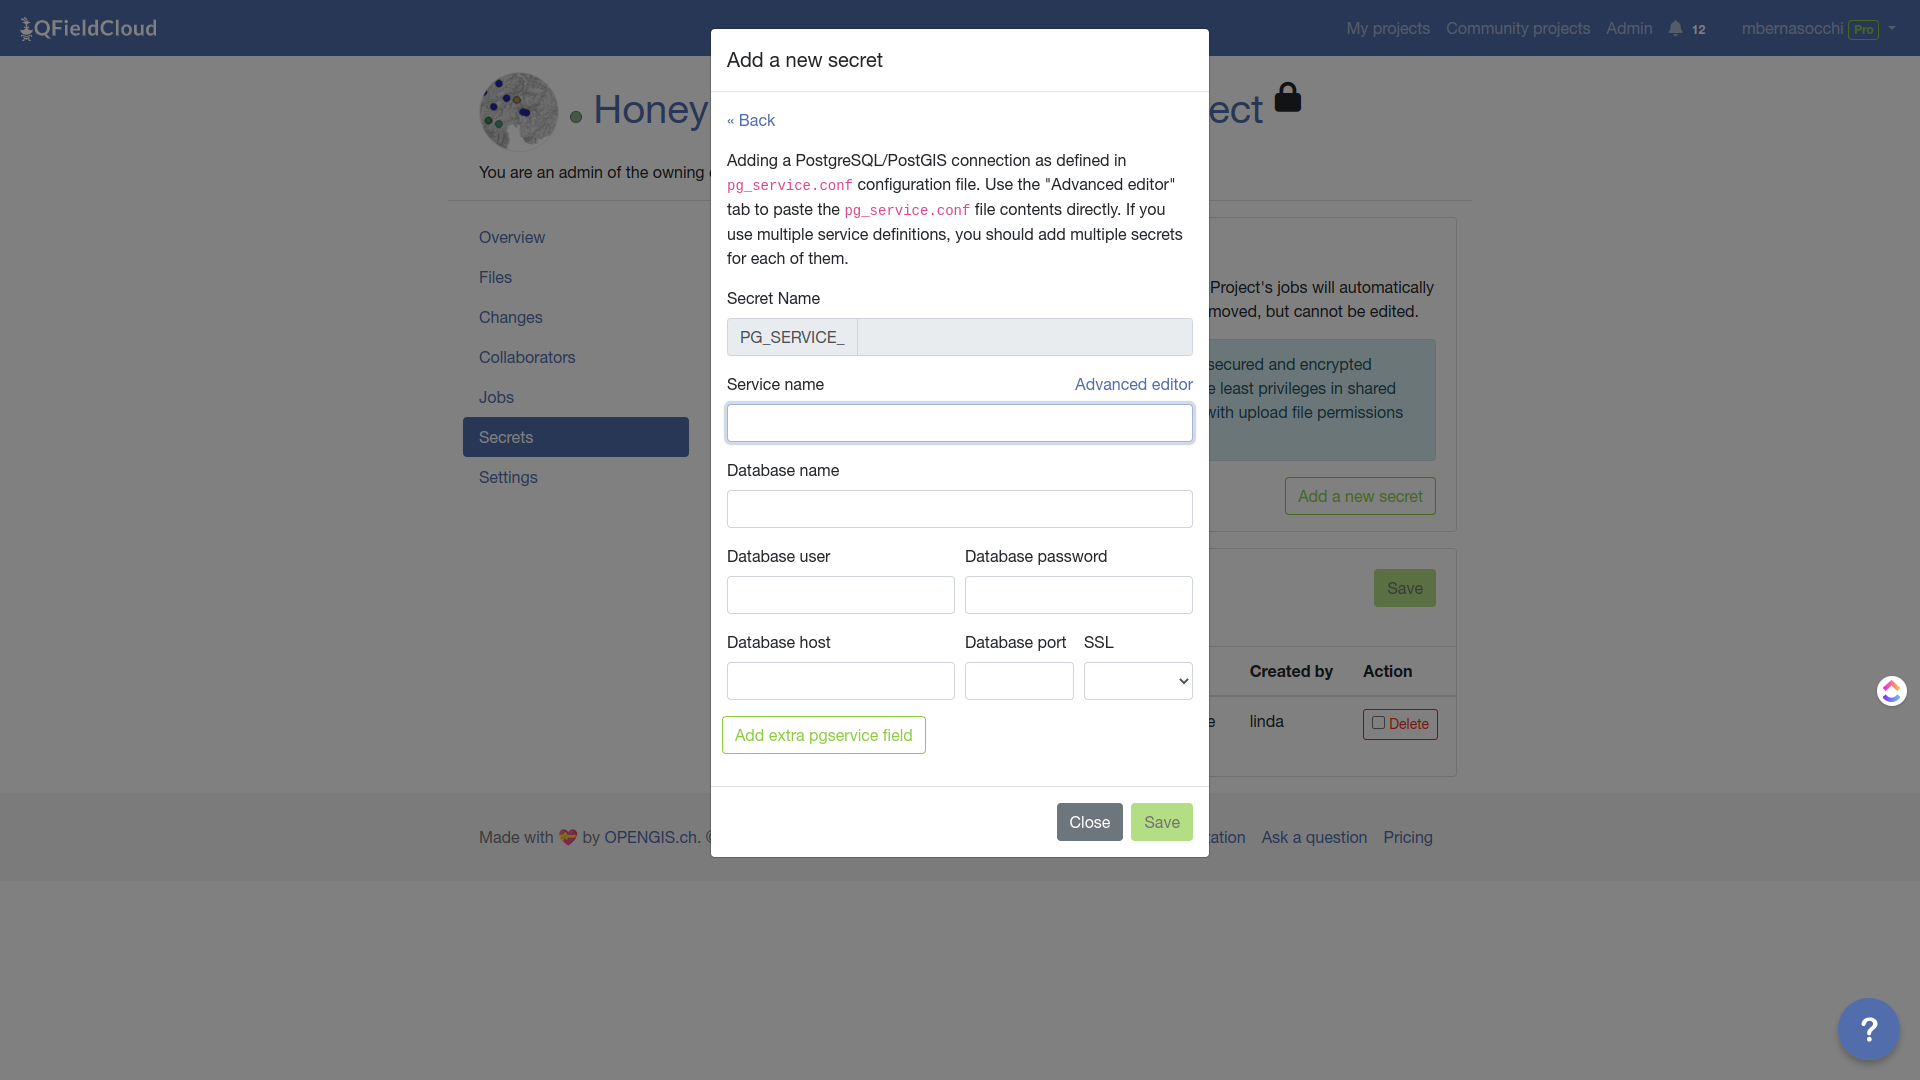 QFieldCloud
My projects Community projects Admin 12 mbernasocchi Pro
Honey
ect
You are an admin of the owning
Overview
Files
Changes
Collaborators
Jobs
Secrets
Settings
Add a new secret
« Back
Adding a PostgreSQL/PostGIS connection as defined in
pg_service.conf configuration file. Use the "Advanced editor"
tab to paste the pg_service.conf file contents directly. If you
use multiple service definitions, you should add multiple secrets
for each of them.
Secret Name
PG_SERVICE_
Service name Advanced editor
Database name
Database user Database password
Database host Database port SSL
Add extra pgservice field
Close Save
Project's jobs will automatically
moved, but cannot be edited.
secured and encrypted
e least privileges in shared
with upload file permissions
Add a new secret
Save
Created by Action
e linda Delete
Made with 💝 by OPENGIS.ch.
tation Ask a question Pricing
?